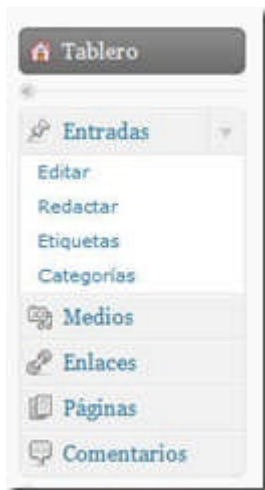 Tablero
Entradas
Editar
Redactar
Etiquetas
Categorías
Medios
Enlaces
Páginas
Comentarios